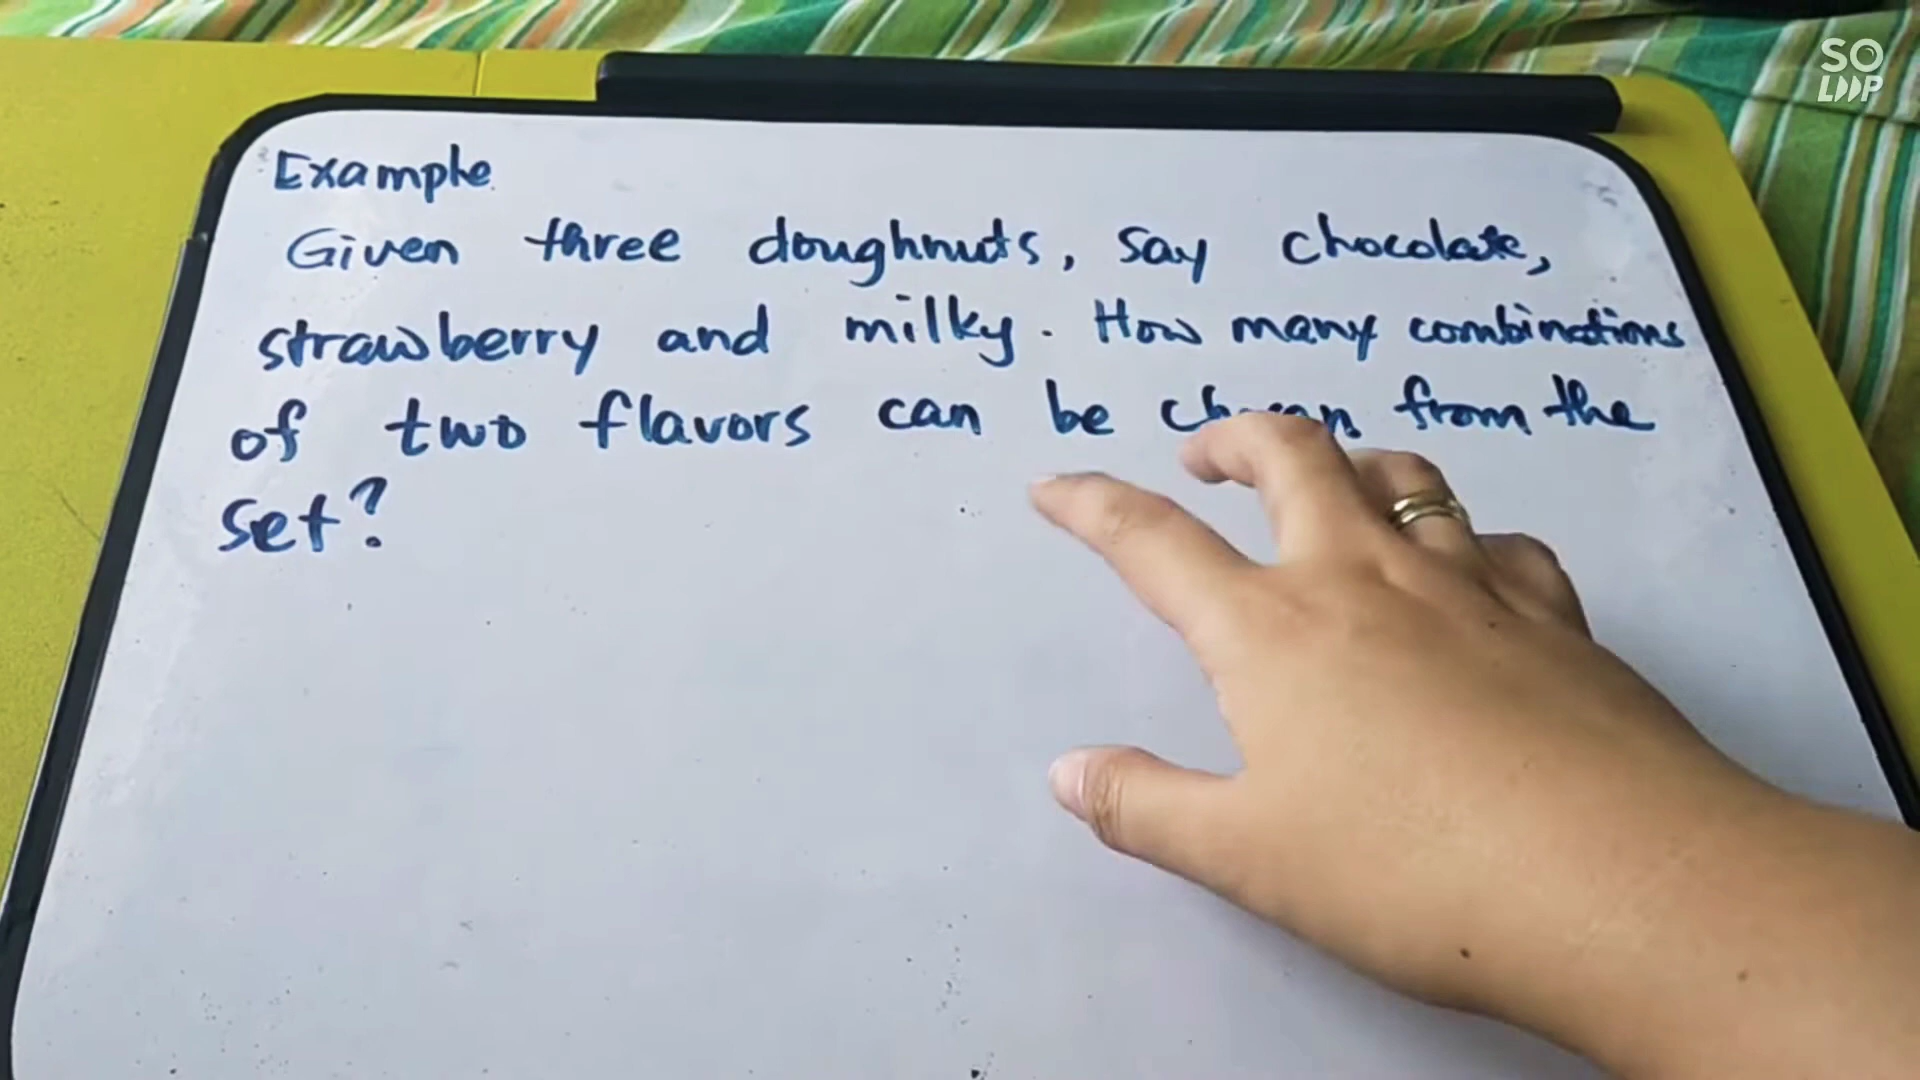 Example
Given three doughnuts, say chocolate,
strawberry and milky. How many combinations
of two flavors can be from the
set?
SO
LOOP